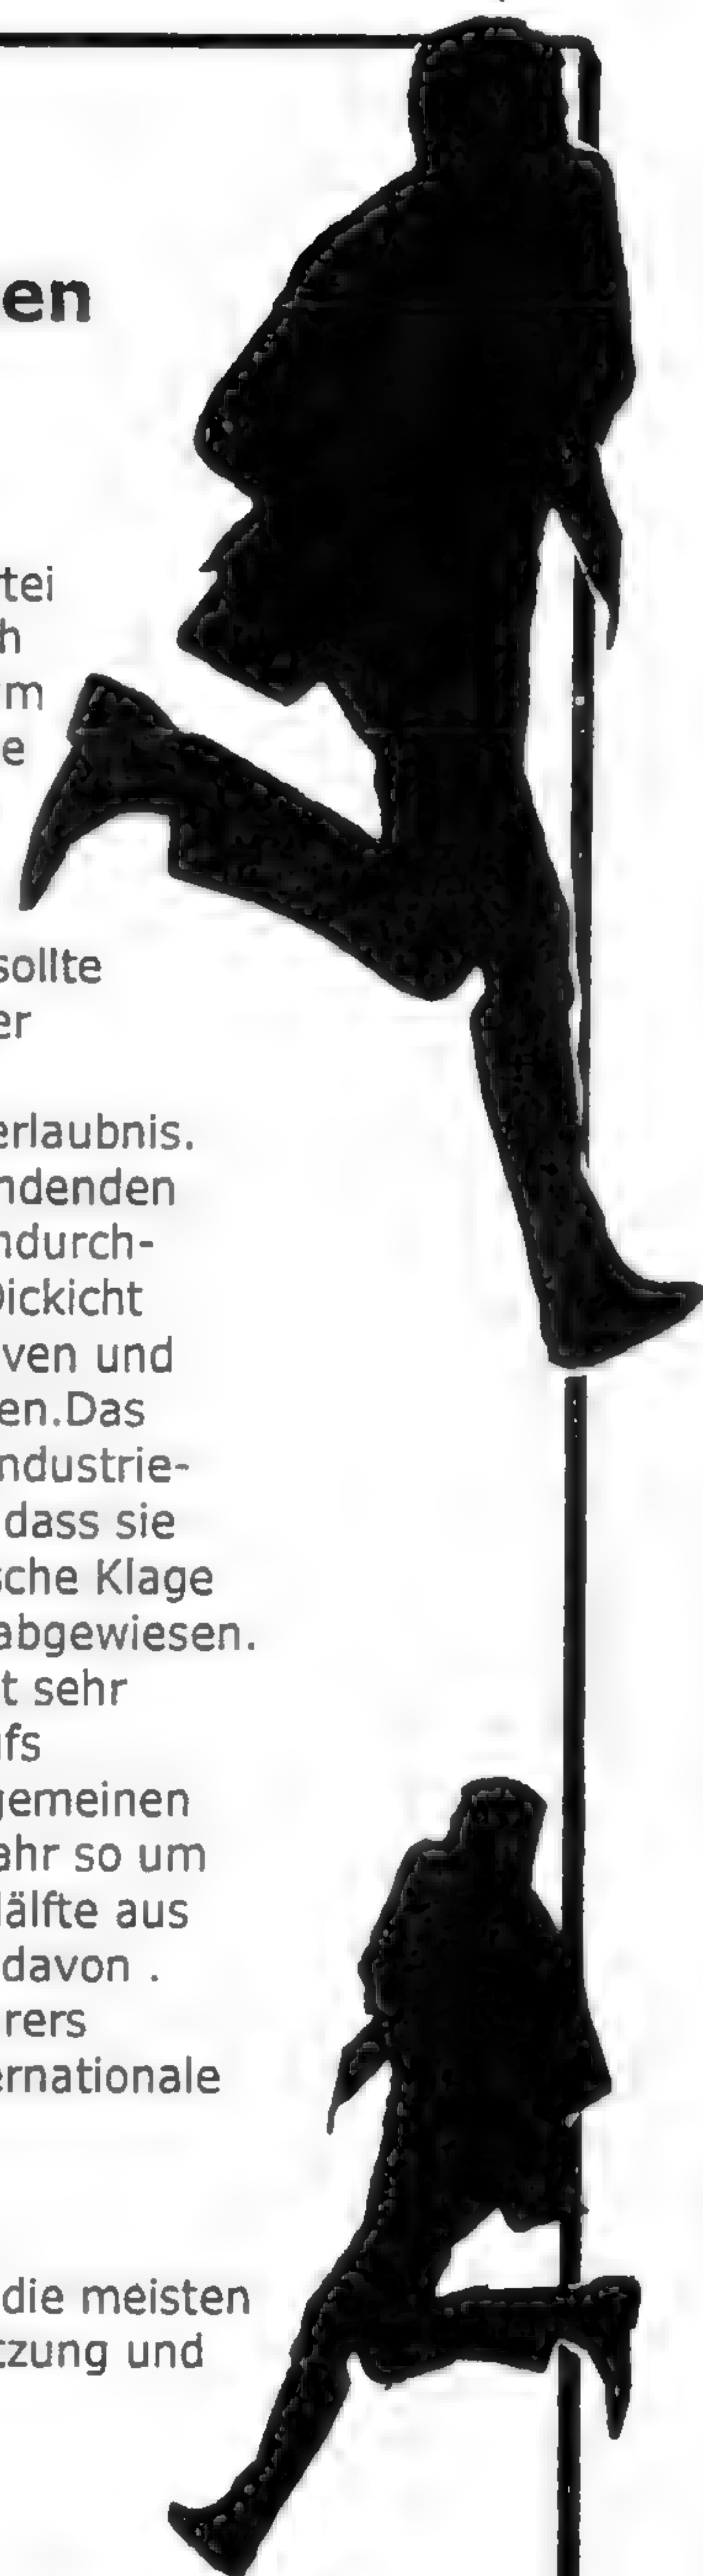 en
tei
h
m
e
sollte
er
erlaubnis.
ndenden
ndurch-
Dickicht
ven und
en.Das
ndustrie-
dass sie
sche Klage
abgewiesen.
t sehr
ufs
gemeinen
ahr so um
Hälfte aus
davon .
rers
ernationale
die meisten
tzung und